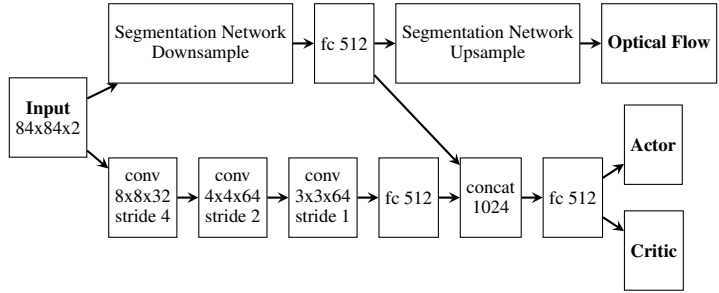 Segmentation Network
Downsample
fc 512
Segmentation Network
Upsample
Optical Flow
Input
84x84x2
conv
8x8x32
stride 4
conv
4x4x64
stride 2
conv
3x3x64
stride 1
fc 512
concat
1024
fc 512
Actor
Critic